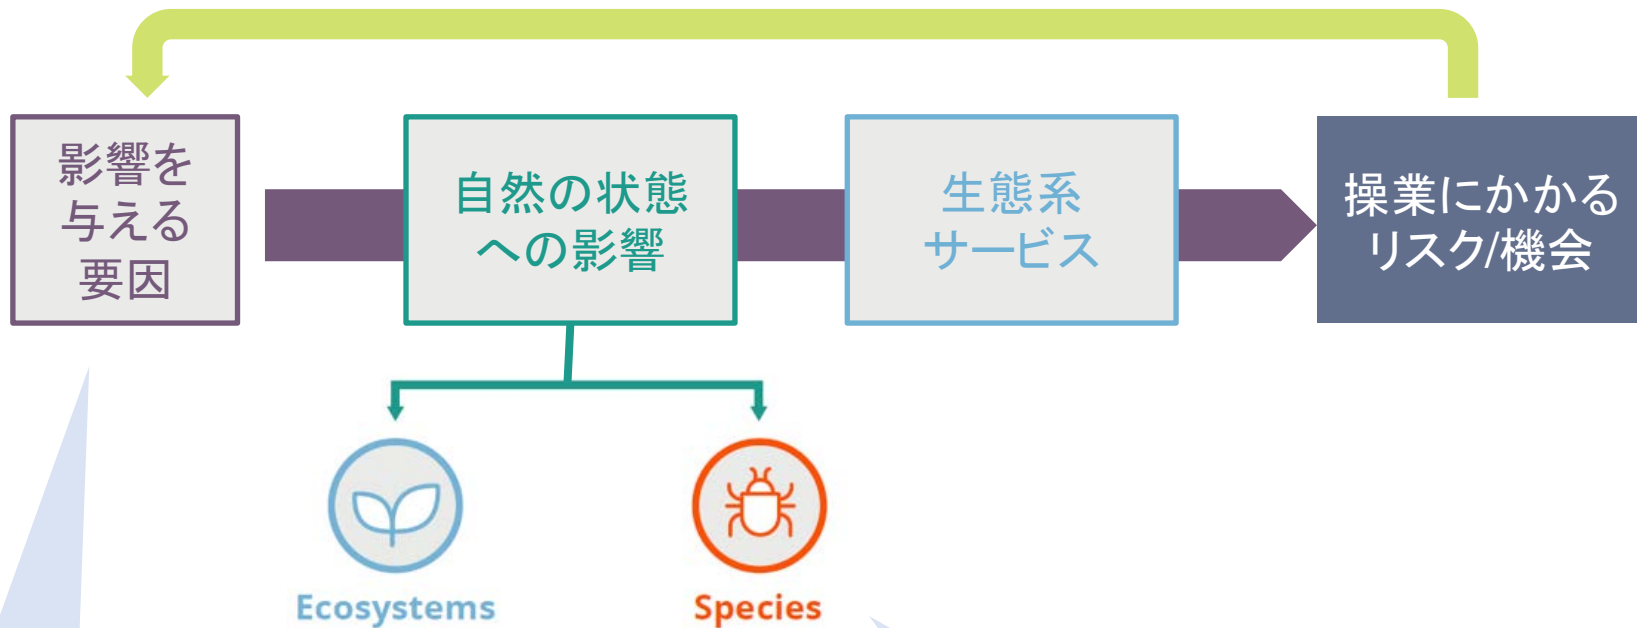 影響を
与える
要因
自然の状態
への影響
生態系
サービス
操業にかかる
リスク/機会
Ecosystems
Species